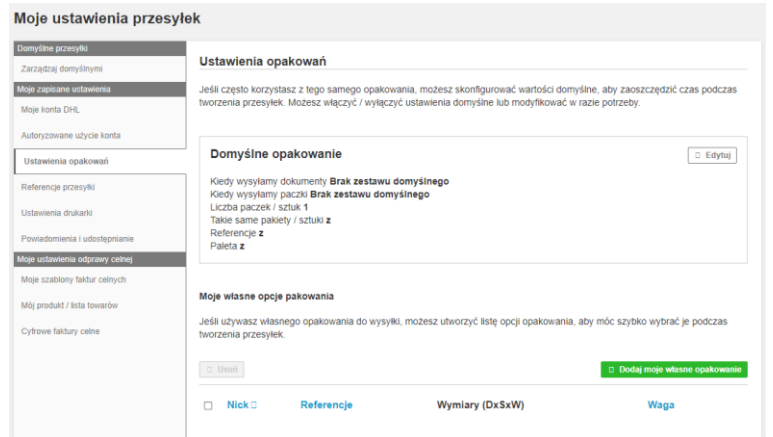 Moje ustawienia przesyłek
Domyślne przesyłki
Zarządzaj domyślnymi
Moje zapisane ustawienia
Moje konta DHL
Autoryzowane użycie konta
Ustawienia opakowań
Referencje przesyłki
Ustawienia drukarki
Powiadomienia i udostępnianie
Moje ustawienia odprawy celnej
Moje szablony faktur celnych
Mój produkt / lista towarów
Cyfrowe faktury celne
Ustawienia opakowań
Jeśli często korzystasz z tego samego opakowania, możesz skonfigurować wartości domyślne, aby zaoszczędzić czas podczas
tworzenia przesyłek. Możesz włączyć / wyłączyć ustawienia domyślne lub modyfikować w razie potrzeby.
Domyślne opakowanie
Edytuj
Kiedy wysyłamy dokumenty Brak zestawu domyślnego
Kiedy wysyłamy paczki Brak zestawu domyślnego
Liczba paczek / sztuk 1
Takie same pakiety / sztuki z
Referencje z
Paleta z
Moje własne opcje pakowania
Jeśli używasz własnego opakowania do wysyłki, możesz utworzyć listę opcji opakowania, aby móc szybko wybrać je podczas
tworzenia przesyłek.
Usuń
Dodaj moje własne opakowanie
Nick Referencje Wymiary (DxSxW) Waga